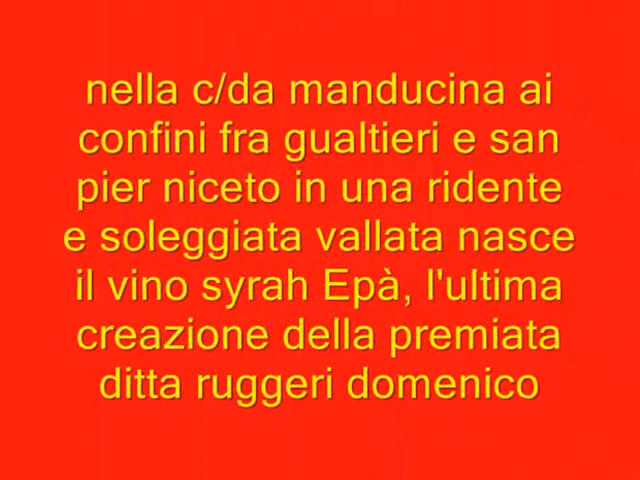 nella c/da manducina ai
confini fra gualtieri e san
pier niceto in una ridente
e soleggiata vallata nasce
il vino syrah Epà, l'ultima
creazione della premiata
ditta ruggeri domenico